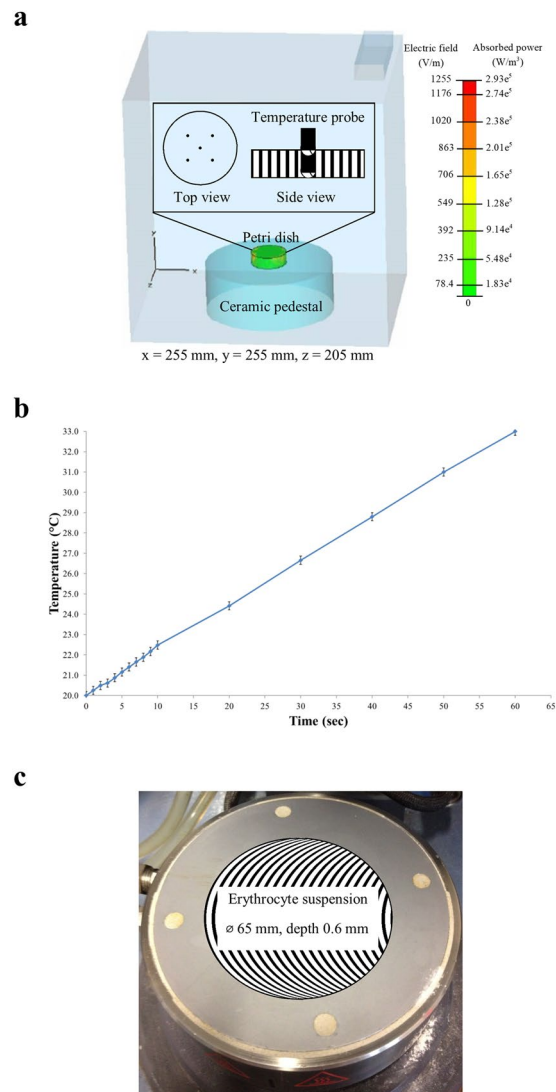 a
Electric field Absorbed power
(V/m) (W/m³)
1255 2.93e⁵
1176 2.74e⁵
1020 2.38e⁵
863 2.01e⁵
706 1.65e⁵
549 1.28e⁵
392 9.14e⁴
235 5.48e⁴
78.4 1.83e⁴
0
Temperature probe
Top view Side view
Petri dish
y
x
z
Ceramic pedestal
x = 255 mm, y = 255 mm, z = 205 mm
b
Temperature (°C)
33.0
32.0
31.0
30.0
29.0
28.0
27.0
26.0
25.0
24.0
23.0
22.0
21.0
20.0
0 5 10 15 20 25 30 35 40 45 50 55 60 65
Time (sec)
c
Erythrocyte suspension
⌀ 65 mm, depth 0.6 mm